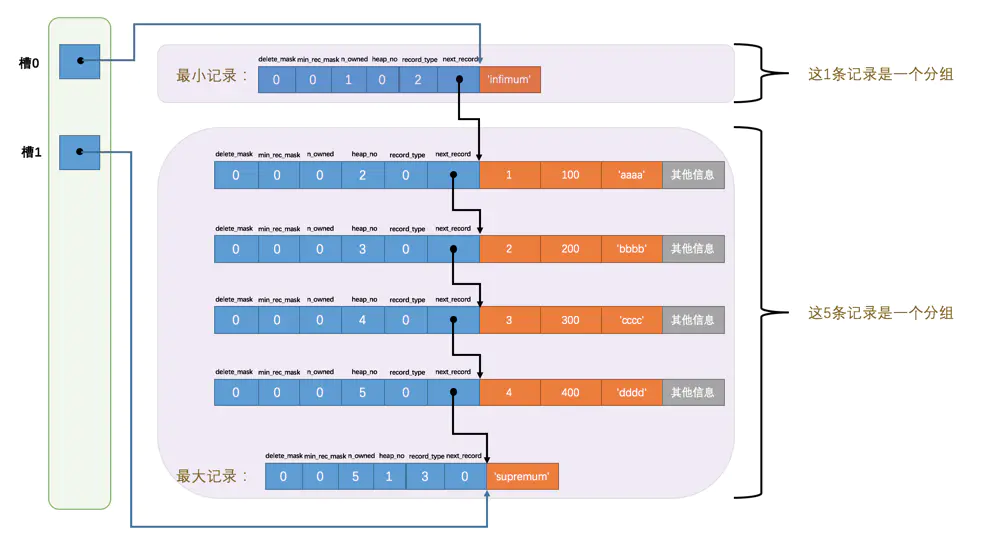 槽0
delete_mask min_rec_mask n_owned heap_no record_type next_record
最小记录： 0 0 1 0 2 'infimum'
这1条记录是一个分组
槽1
delete_mask min_rec_mask n_owned heap_no record_type next_record
0 0 0 2 0 1 100 'aaaa' 其他信息
delete_mask min_rec_mask n_owned heap_no record_type next_record
0 0 0 3 0 2 200 'bbbb' 其他信息
delete_mask min_rec_mask n_owned heap_no record_type next_record
0 0 0 4 0 3 300 'cccc' 其他信息
这5条记录是一个分组
delete_mask min_rec_mask n_owned heap_no record_type next_record
0 0 0 5 0 4 400 'dddd' 其他信息
delete_mask min_rec_mask n_owned heap_no record_type next_record
最大记录： 0 0 5 1 3 0 'supremum'